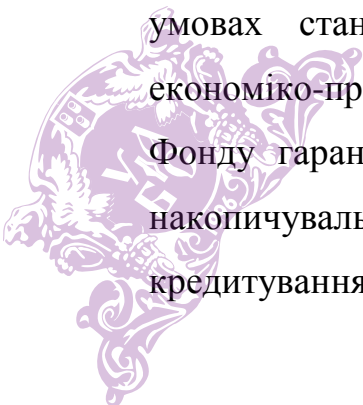 умовах стан
економіко-пр
Фонду гаран
накопичуваль
кредитування